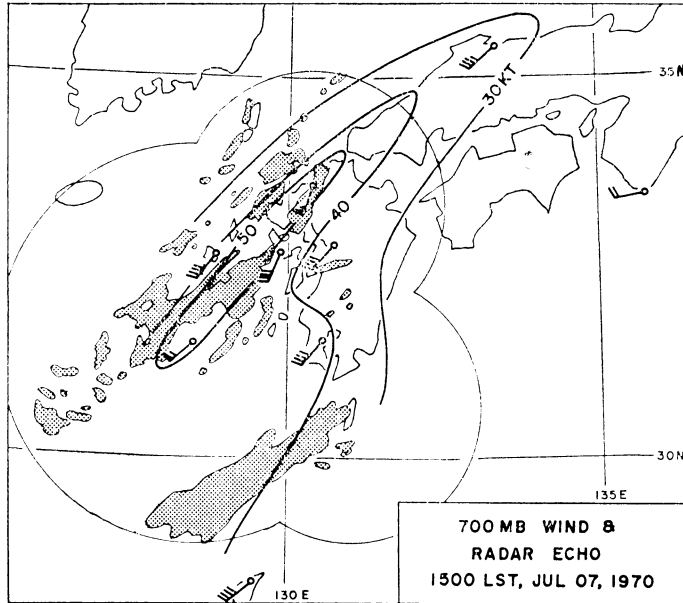 35N
30KT
40
50
30N
135E
130E
700MB WIND &
RADAR ECHO
1500 LST, JUL 07, 1970